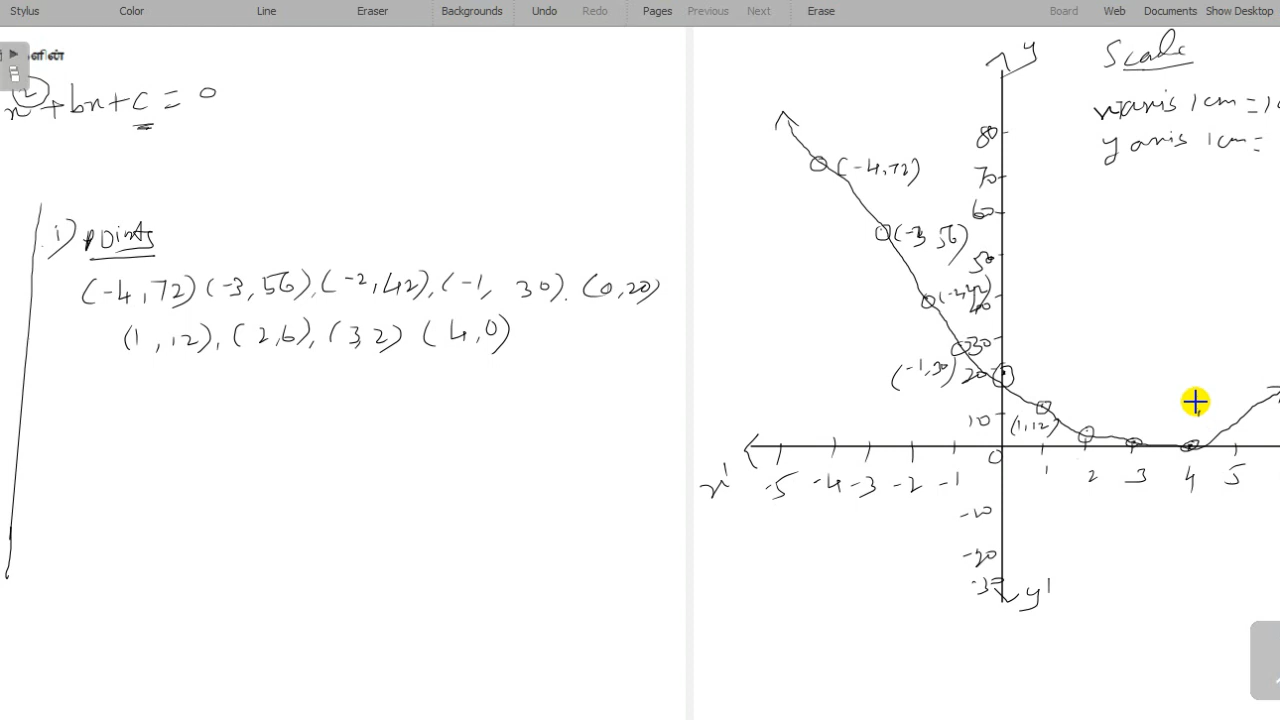 Stylus Color Line Eraser Backgrounds Undo Redo Pages Previous Next Erase Board Web Documents Show Desktop
x²+bx+c=0
i) points
(-4,72) (-3,56), (-2,42), (-1, 30). (0,20)
(1,12), (2,6), (3,2) (4,0)
y
Scale
x axis 1cm =
y axis 1cm =
80
(-4,72)
70
60
(-3,56)
50
(-2,42)
40
30
(-1,30)
20
10
(1,12)
0
x'
-5 -4 -3 -2 -1 1 2 3 4 5
-10
-20
-30
y'